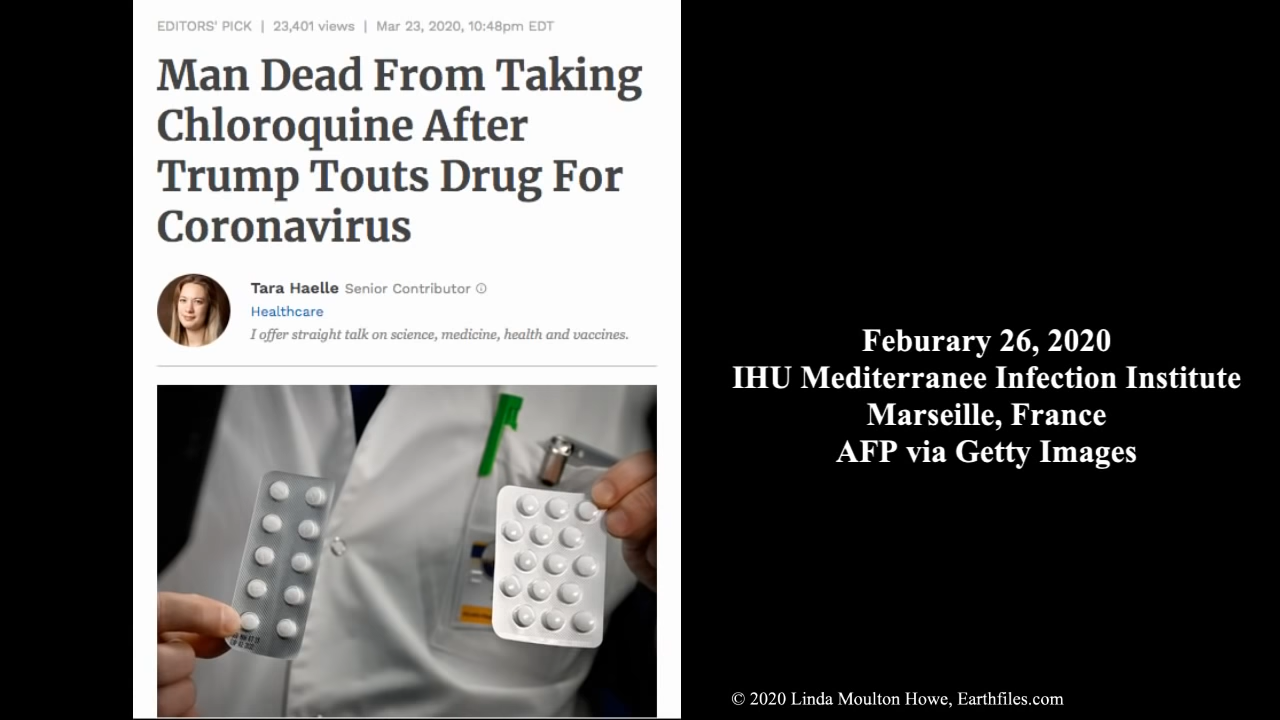 EDITORS' PICK | 23,401 views | Mar 23, 2020, 10:48pm EDT
Man Dead From Taking
Chloroquine After
Trump Touts Drug For
Coronavirus
Tara Haelle Senior Contributor
Healthcare
I offer straight talk on science, medicine, health and vaccines.
Feburary 26, 2020
IHU Mediterranee Infection Institute
Marseille, France
AFP via Getty Images
© 2020 Linda Moulton Howe, Earthfiles.com